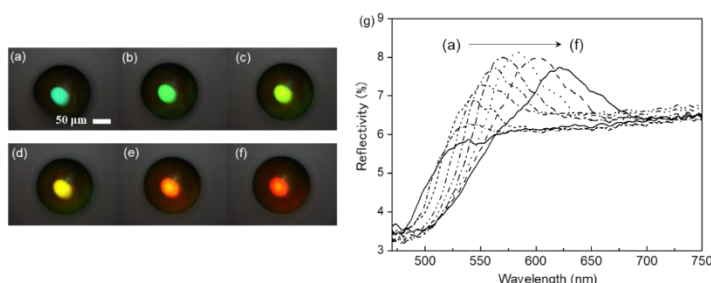 (a)
(b)
(c)
50 μm
(d)
(e)
(f)
(g)
(a)
(f)
Reflectivity (%)
8
7
6
5
4
3
500
550
600
650
700
750
Wavelength (nm)